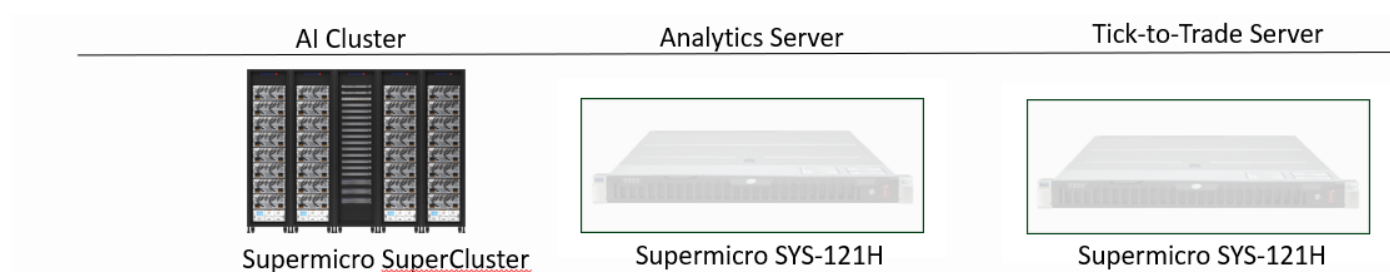 AI Cluster
Analytics Server
Tick-to-Trade Server
Supermicro SuperCluster
Supermicro SYS-121H
Supermicro SYS-121H